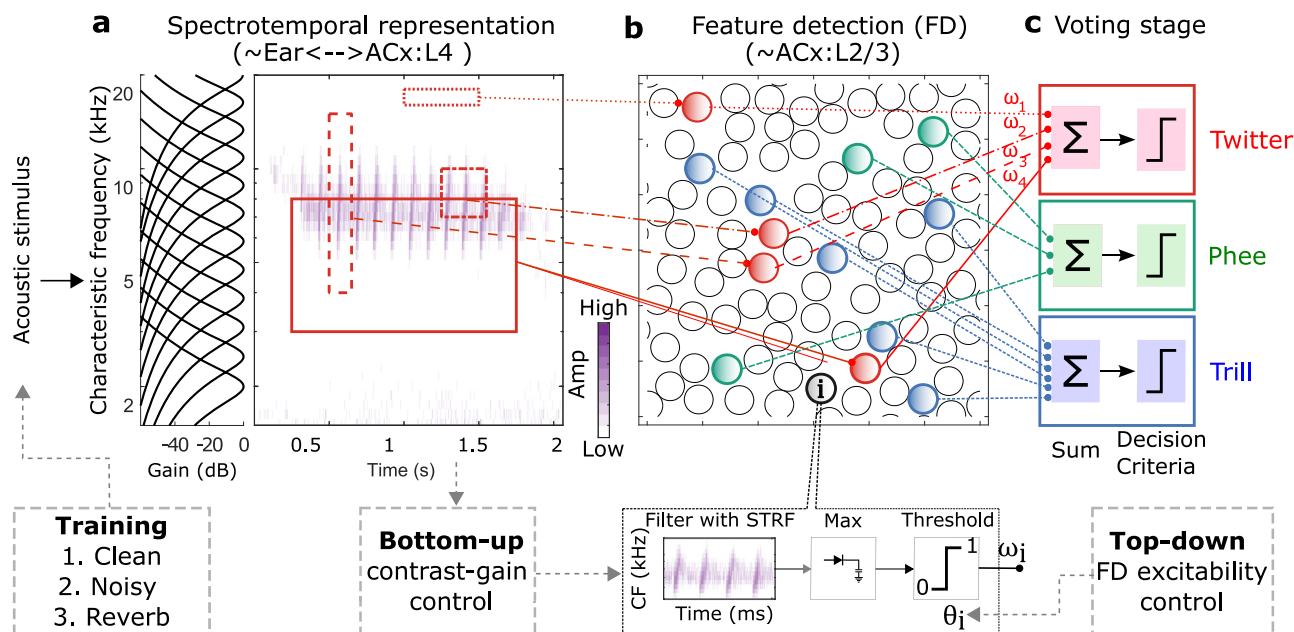 a Spectrotemporal representation
(~Ear<-->ACx:L4 )
b Feature detection (FD)
(~ACx:L2/3)
c Voting stage
Acoustic stimulus
Characteristic frequency (kHz)
20
10
5
2
-40 -20 0
Gain (dB)
0.5 1 1.5 2
Time (s)
High
Amp
Low
ω1
ω2
ω3
ω4
i
Σ
Twitter
Σ
Phee
Σ
Trill
Sum
Decision
Criteria
Training
1. Clean
2. Noisy
3. Reverb
Bottom-up
contrast-gain
control
Filter with STRF Max Threshold
CF (kHz)
Time (ms)
1
0
ωi
θi
Top-down
FD excitability
control